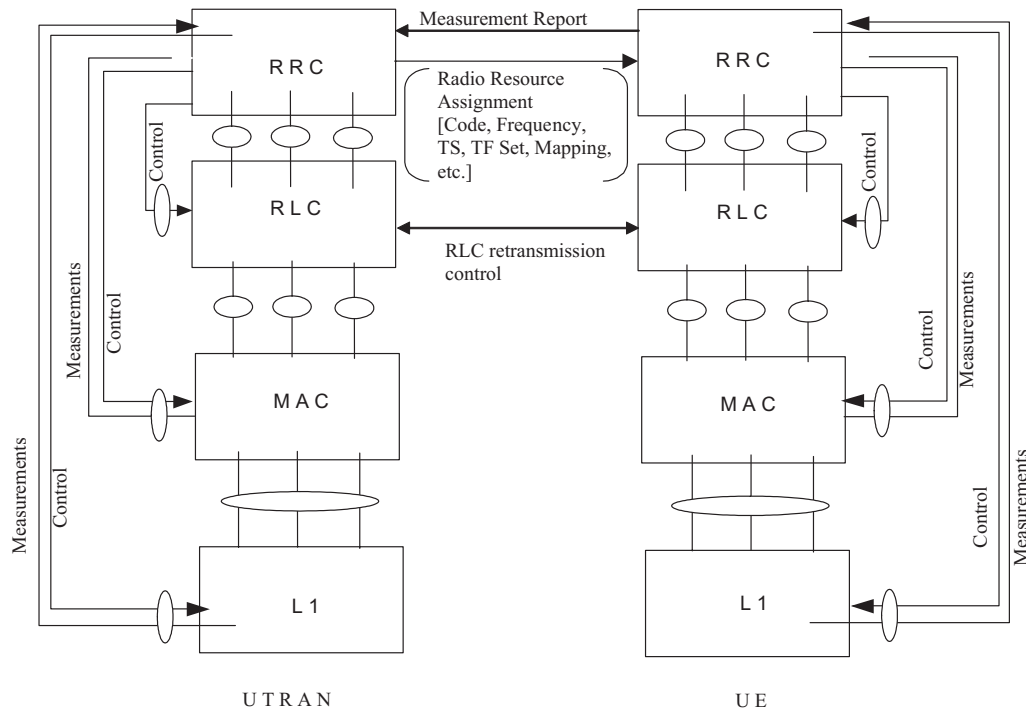 Measurement Report
R R C
R R C
Radio Resource
Assignment
[Code, Frequency,
TS, TF Set, Mapping,
etc.]
Control
Control
R L C
R L C
RLC retransmission
control
Measurements
Control
Control
Measurements
M A C
M A C
Measurements
Control
Control
Measurements
L 1
L 1
U T R A N
U E